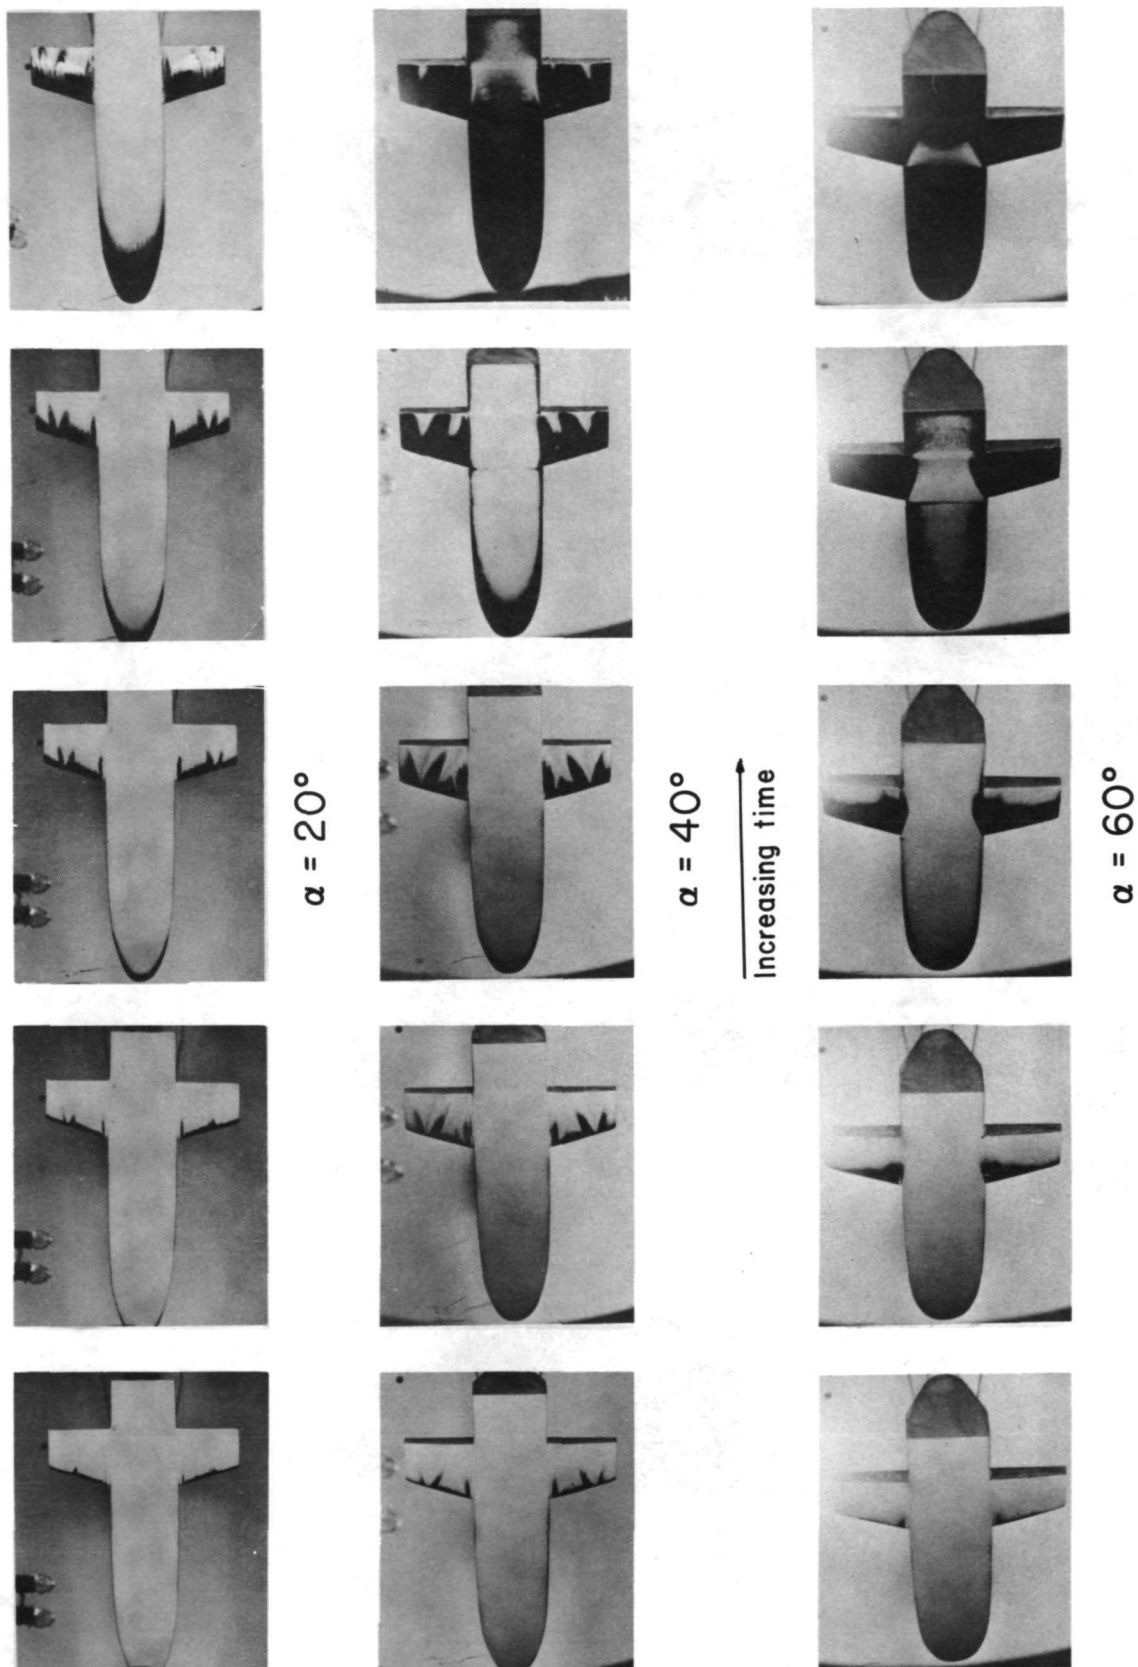 α = 20°
α = 40°
Increasing time
α = 60°